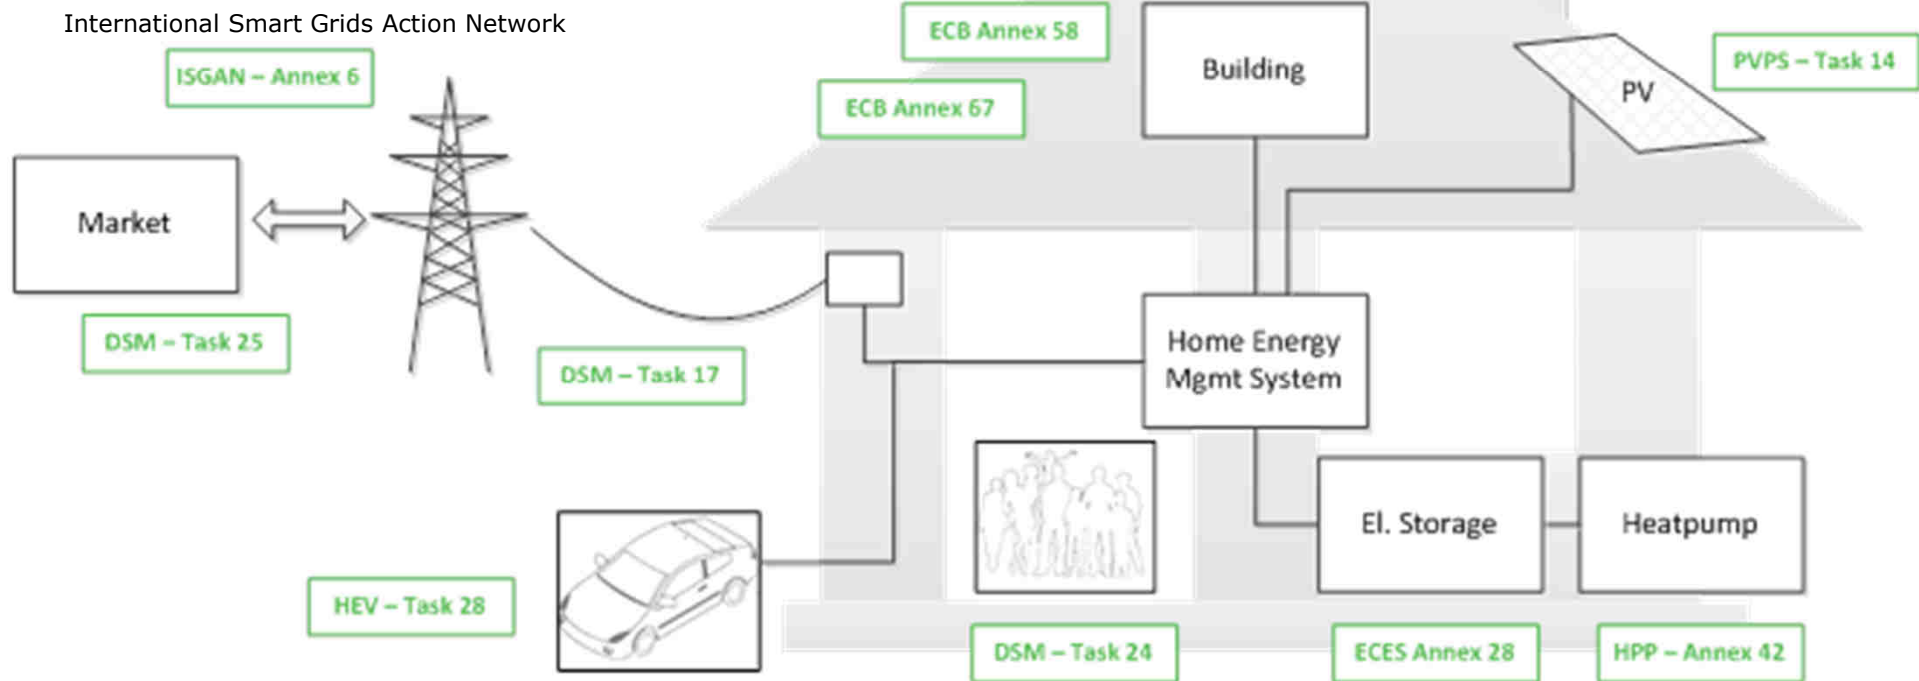 International Smart Grids Action Network
ISGAN – Annex 6
ECB Annex 58
ECB Annex 67
Building
PV
PVPS – Task 14
Market
DSM – Task 25
DSM – Task 17
Home Energy
Mgmt System
El. Storage
Heatpump
HEV – Task 28
DSM – Task 24
ECES Annex 28
HPP – Annex 42